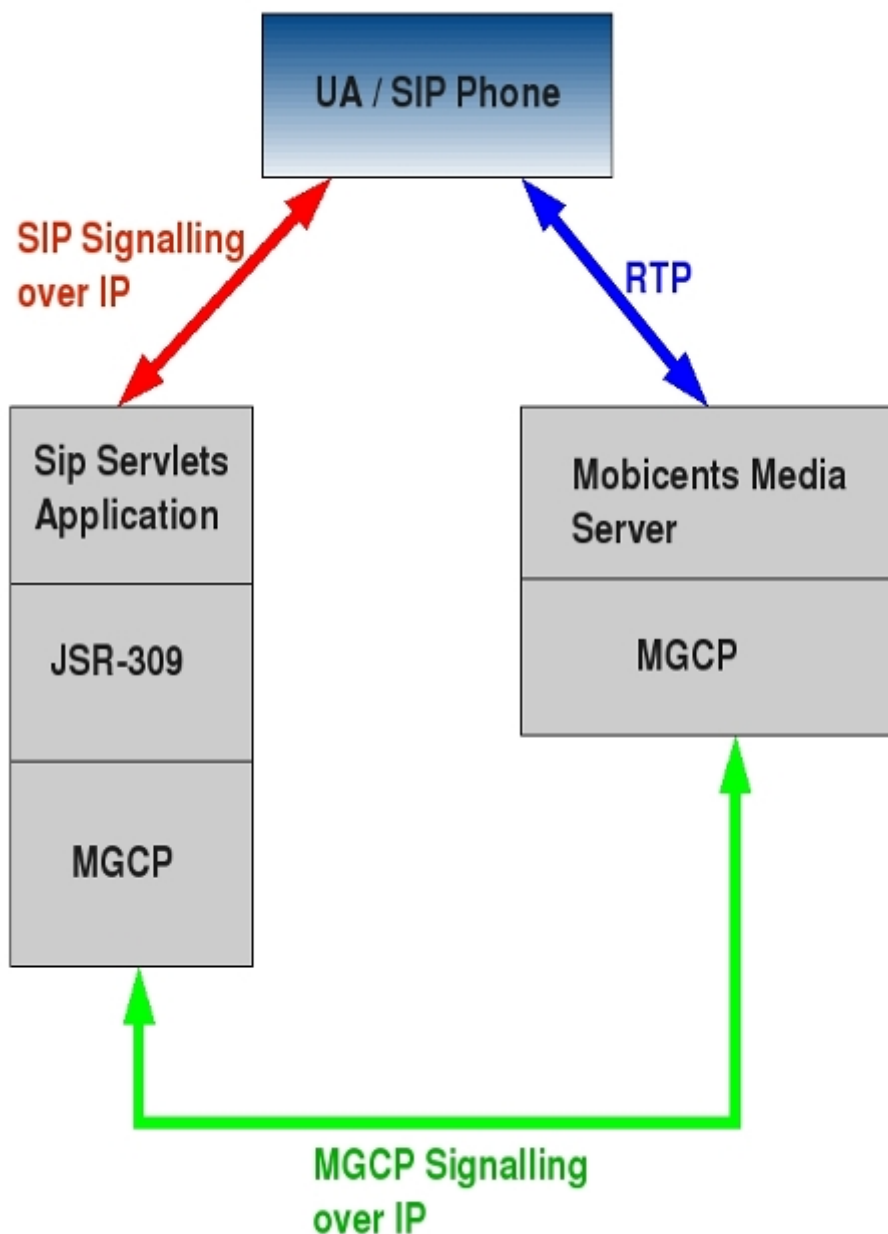 UA / SIP Phone
SIP Signalling
over IP
RTP
Sip Servlets
Application
JSR-309
MGCP
Mobicents Media
Server
MGCP
MGCP Signalling
over IP